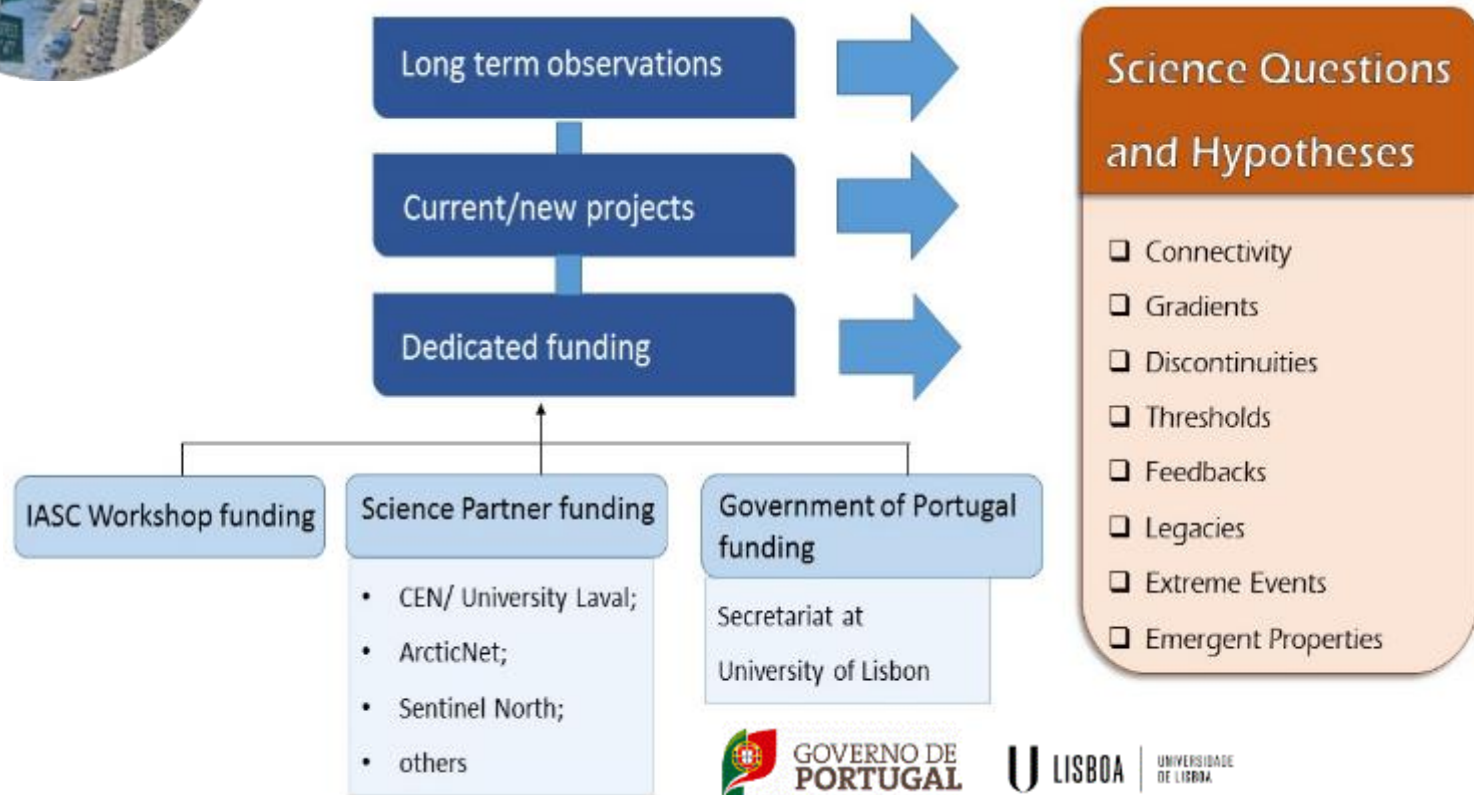 Long term observations
Current/new projects
Dedicated funding
IASC Workshop funding
Science Partner funding
• CEN/ University Laval;
• ArcticNet;
• Sentinel North;
• others
Government of Portugal
funding
Secretariat at
University of Lisbon
Science Questions
and Hypotheses
❑ Connectivity
❑ Gradients
❑ Discontinuities
❑ Thresholds
❑ Feedbacks
❑ Legacies
❑ Extreme Events
❑ Emergent Properties
GOVERNO DE
PORTUGAL
LISBOA
UNIVERSIDADE
DE LISBOA